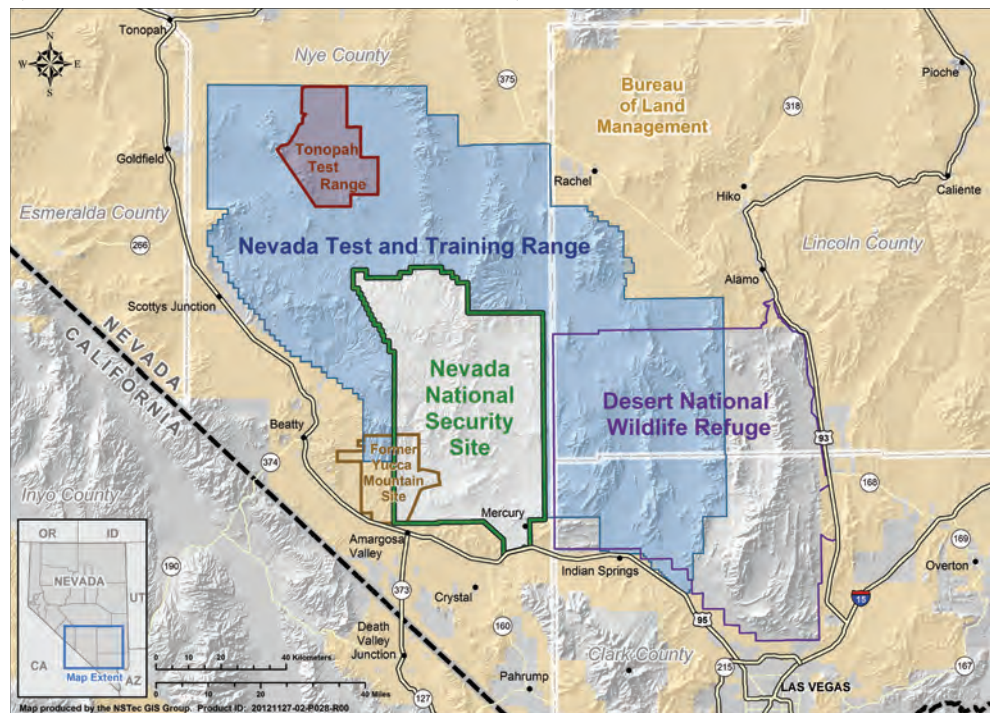 Tonopah
N
W
E
S
Nye County
375
Pioche
Bureau
of Land
Management
318
Tonopah
Test
Range
Goldfield
Rachel
Hiko
Caliente
Esmeralda County
266
Nevada Test and Training Range
Lincoln County
Alamo
Scottys Junction
NEVADA
CALIFORNIA
Nevada
National
Security
Site
Desert National
Wildlife Refuge
Beatty
93
374
Former
Yucca
Mountain
Site
168
Inyo County
Mercury
OR
ID
Amargosa
Valley
169
NEVADA
190
Indian Springs
Overton
UT
373
Crystal
15
160
95
Death
Valley
Junction
Clark County
CA
Map Extent
AZ
0
20
40 Kilometers
215
167
Pahrump
LAS VEGAS
0
20
40 Miles
127
Map produced by the NSTec GIS Group. Product ID: 20121127-02-P028-R00